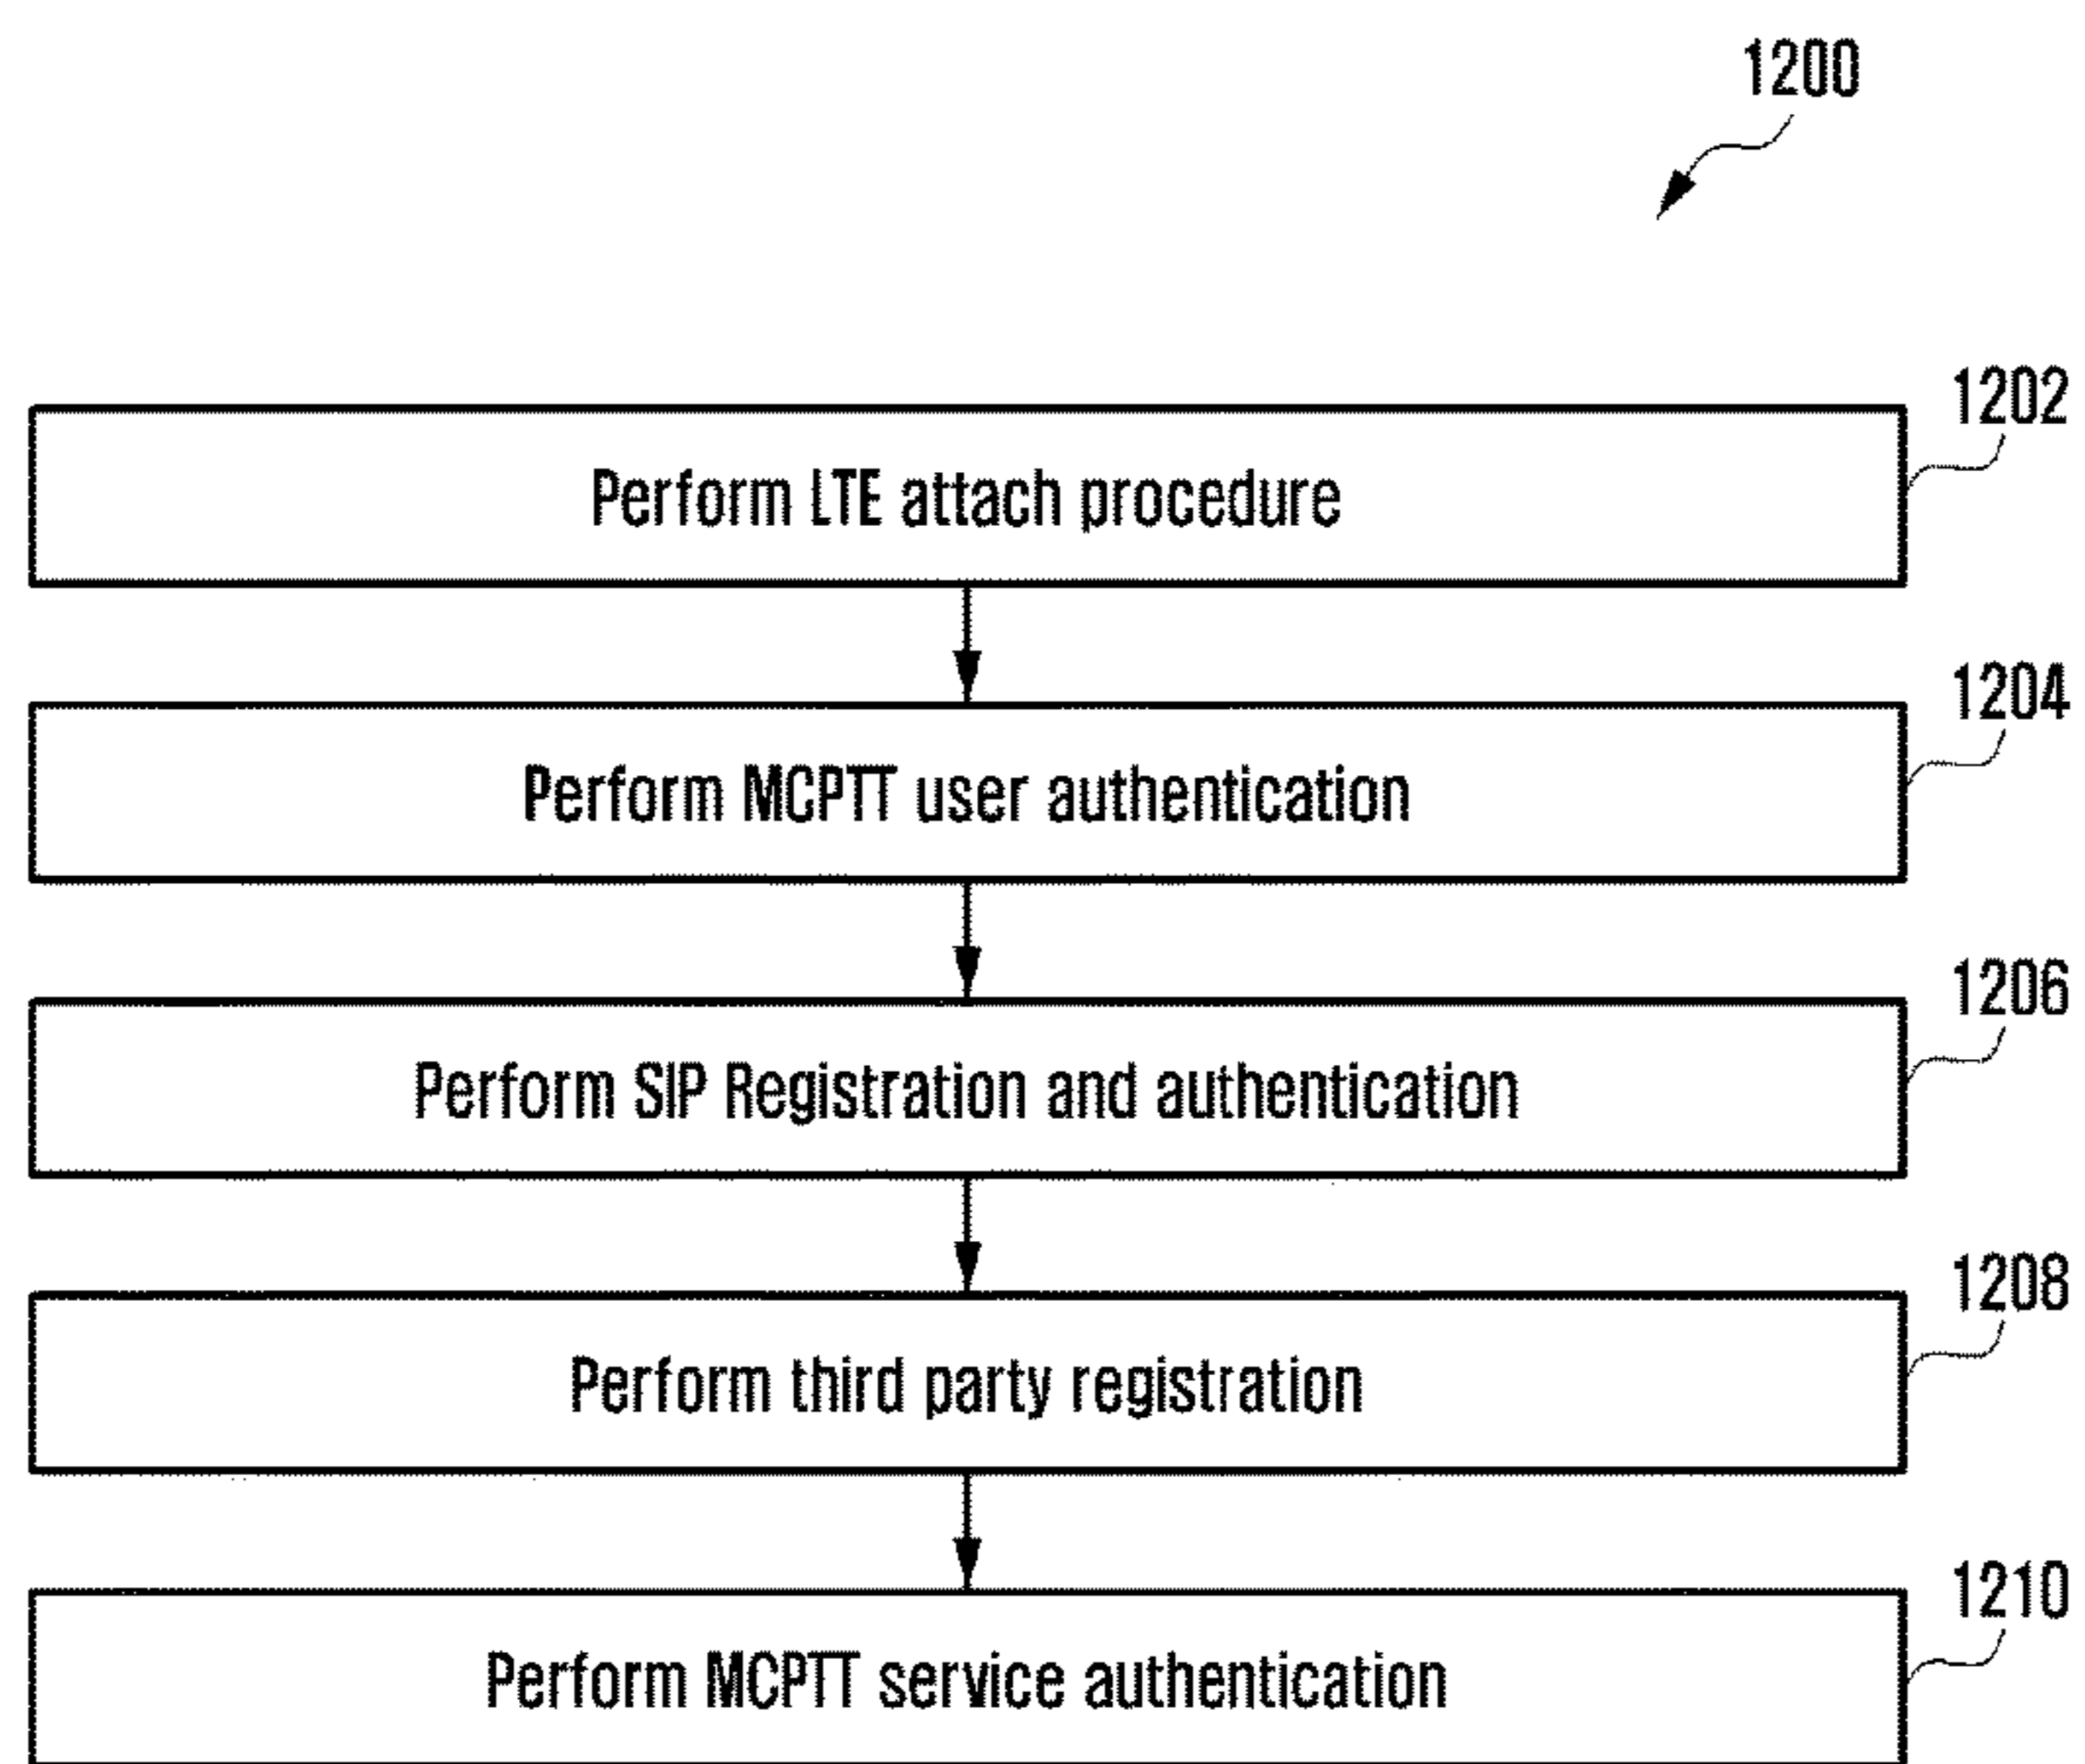 1200
1202
Perform LTE attach procedure
1204
Perform MCPTT user authentication
1206
Perform SIP Registration and authentication
1208
Perform third party registration
1210
Perform MCPTT service authentication